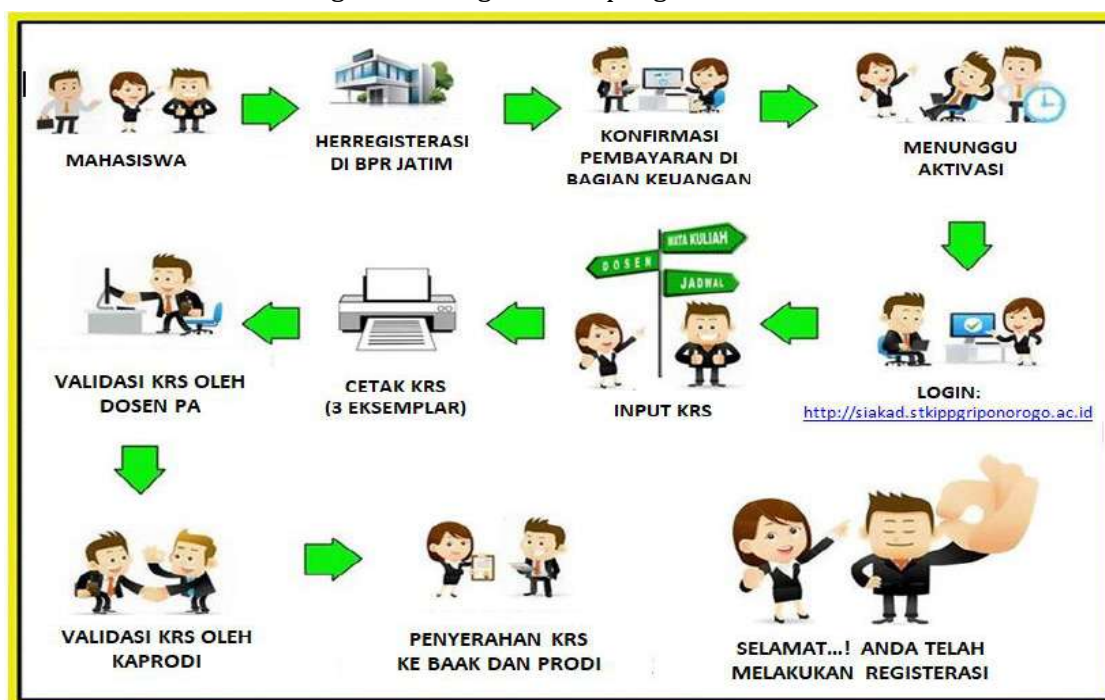 MAHASISWA
HERREGISTERASI
DI BPR JATIM
KONFIRMASI
PEMBAYARAN DI
BAGIAN KEUANGAN
MENUNGGU
AKTIVASI
LOGIN:
http://siakad.stkippgriponorogo.ac.id
MATA KULIAH
DOSEN
JADWAL
INPUT KRS
CETAK KRS
(3 EKSEMPLAR)
VALIDASI KRS OLEH
DOSEN PA
VALIDASI KRS OLEH
KAPRODI
PENYERAHAN KRS
KE BAAK DAN PRODI
SELAMAT...! ANDA TELAH
MELAKUKAN REGISTERASI